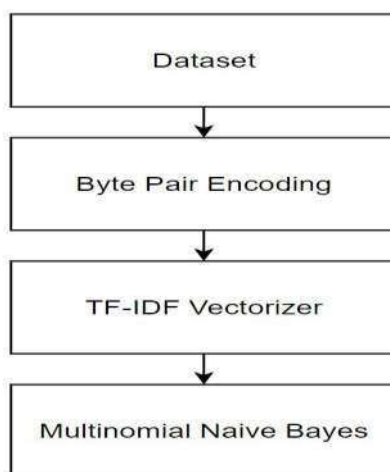 Dataset
Byte Pair Encoding
TF-IDF Vectorizer
Multinomial Naive Bayes